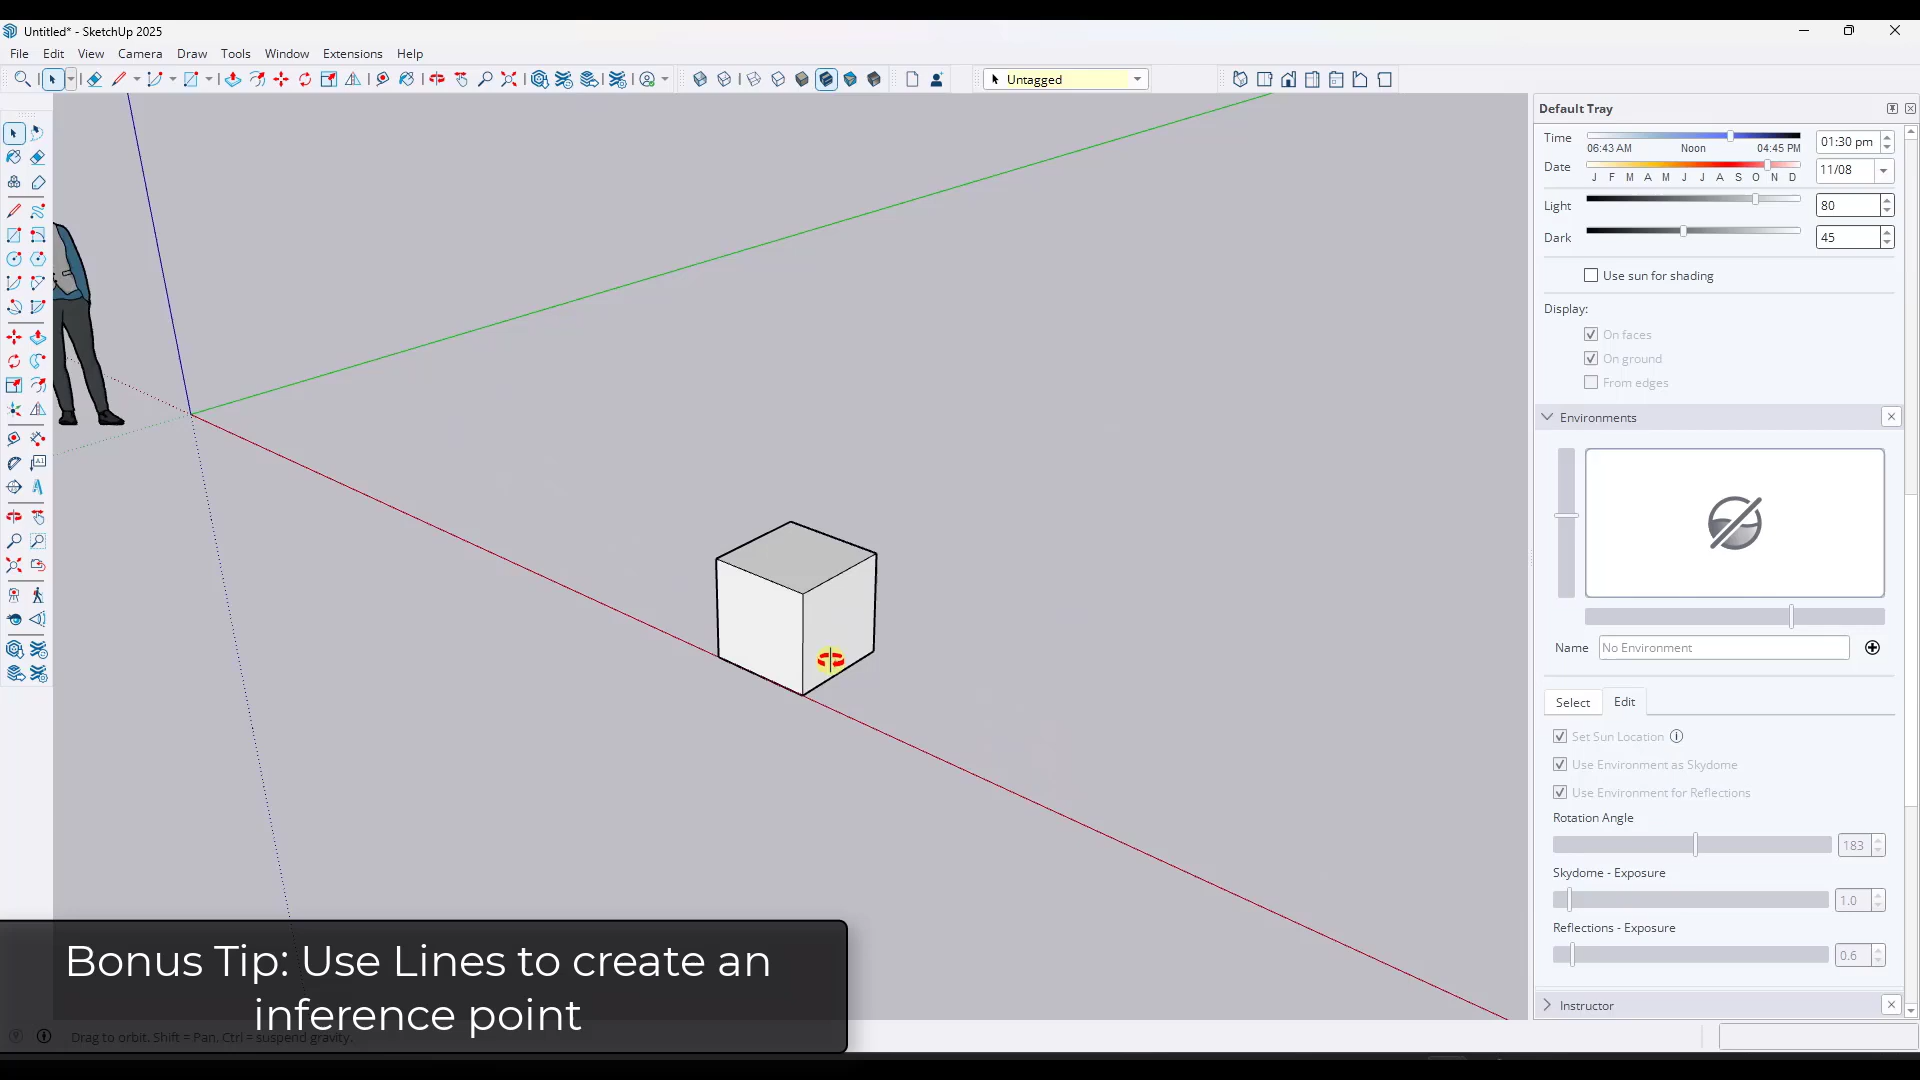 Untitled* - SketchUp 2025
File Edit View Camera Draw Tools Window Extensions Help
Untagged
Default Tray
Time
06:43 AM Noon 04:45 PM
01:30 pm
Date
J F M A M J J A S O N D
11/08
Light
80
Dark
45
Use sun for shading
Display:
On faces
On ground
From edges
Environments
Name No Environment
Select Edit
Set Sun Location
Use Environment as Skydome
Use Environment for Reflections
Rotation Angle
183
Skydome - Exposure
1.0
Reflections - Exposure
0.6
Instructor
Bonus Tip: Use Lines to create an
inference point
Drag to orbit. Shift = Pan, Ctrl = suspend gravity.